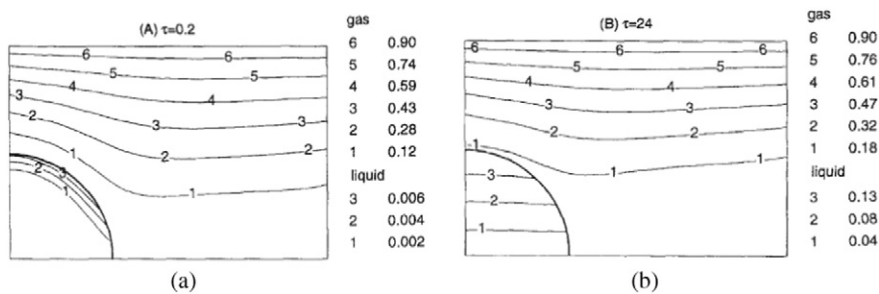 (A) τ=0.2
gas
6 0.90
5 0.74
4 0.59
3 0.43
2 0.28
1 0.12
liquid
3 0.006
2 0.004
1 0.002
6 6
5 5
4 4
3 3 3
2 2 2
1 1
3
2
1
(a)
(B) τ=24
gas
6 0.90
5 0.76
4 0.61
3 0.47
2 0.32
1 0.18
liquid
3 0.13
2 0.08
1 0.04
6 6
5 5
4 4
3 3 3
2 2 2
1 1 1
3
2
1
(b)